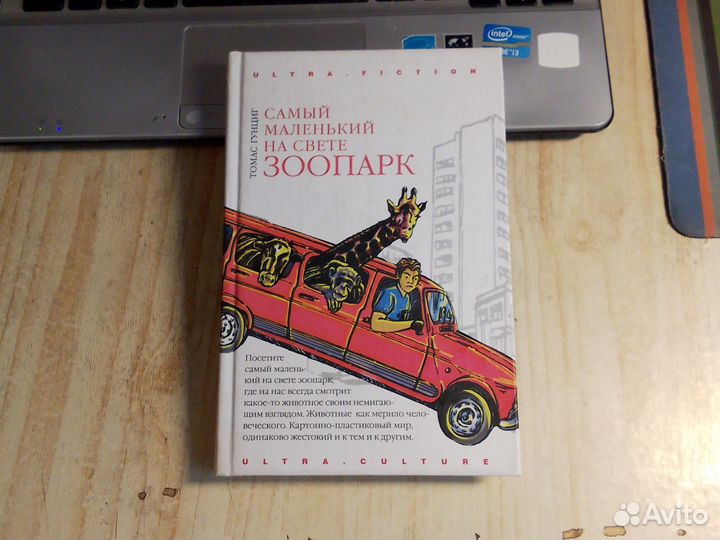 intel
ULTRA.FICTION
ТОМАС ГУНЦИГ
САМЫЙ
МАЛЕНЬКИЙ
НА СВЕТЕ
ЗООПАРК
Посетите
самый малень-
кий на свете зоопарк,
где на нас всегда смотрит
какое-то животное своим немигаю-
щим взглядом. Животные как мерило чело-
веческого. Картонно-пластиковый мир,
одинаково жестокий и к тем и к другим.
ULTRA.CULTURE
Avito